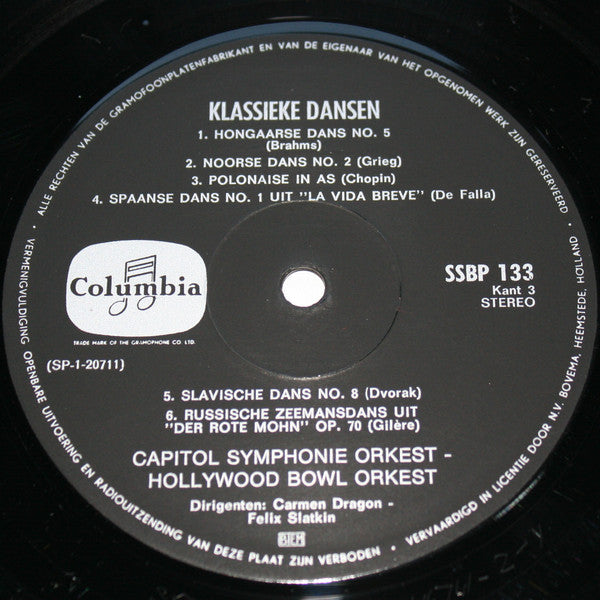 ALLE RECHTEN VAN DE GRAMOFOONPLATENFABRIKANT EN VAN DE EIGENAAR VAN HET OPGENOMEN WERK ZIJN GERESERVEERD.
KLASSIEKE DANSEN
1. HONGAARSE DANS NO. 5
(Brahms)
2. NOORSE DANS NO. 2 (Grieg)
3. POLONAISE IN AS (Chopin)
4. SPAANSE DANS NO. 1 UIT "LA VIDA BREVE" (De Falla)
Columbia
TRADE MARK OF THE GRAMOPHONE CO. LTD.
(SP-1-20711)
SSBP 133
Kant 3
STEREO
5. SLAVISCHE DANS NO. 8 (Dvorak)
6. RUSSISCHE ZEEMANSDANS UIT
"DER ROTE MOHN" OP. 70 (Gilère)
CAPITOL SYMPHONIE ORKEST -
HOLLYWOOD BOWL ORKEST
Dirigenten: Carmen Dragon -
Felix Slatkin
BIEM
VERMENIGVULDIGING OPENBARE UITVOERING EN RADIOUITZENDING VAN DEZE PLAAT ZIJN VERBODEN - VERVAARDIGD IN LICENTIE DOOR N.V. BOVEMA, HEEMSTEDE, HOLLAND